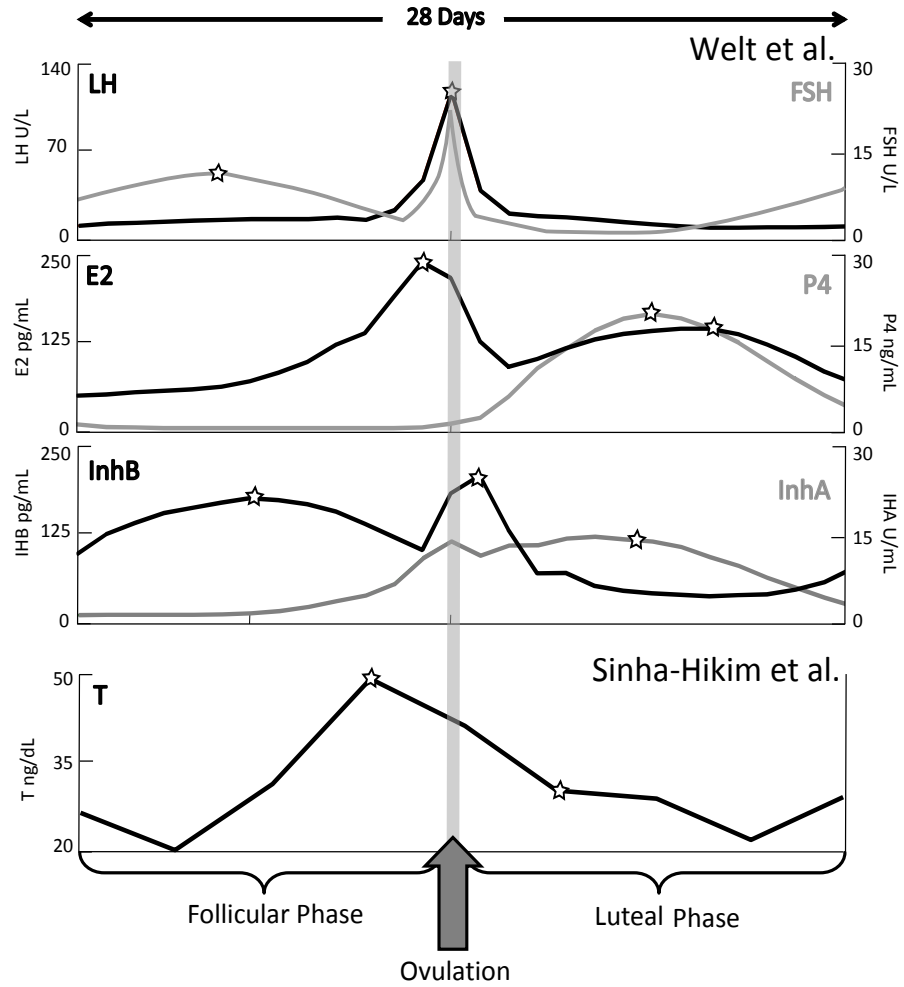 28 Days
Welt et al.
140
70
0
LH U/L
LH
FSH
30
15
0
FSH U/L
250
125
0
E2 pg/mL
E2
P4
30
15
0
P4 ng/mL
250
125
0
IHB pg/mL
InhB
InhA
30
15
0
IHA U/mL
Sinha-Hikim et al.
50
35
20
T ng/dL
T
Follicular Phase
Luteal Phase
Ovulation